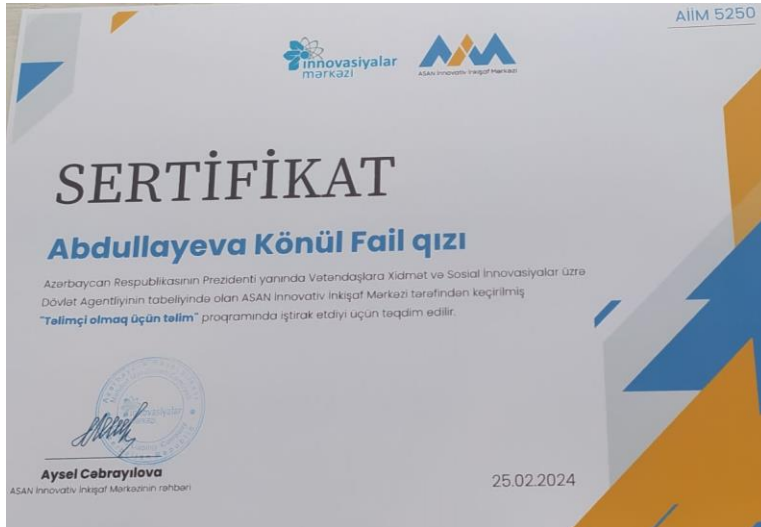 AİİM 5250
innovasiyalar
mərkəzi
ASAN İnnovativ İnkişaf Mərkəzi
SERTİFİKAT
Abdullayeva Könül Fail qızı
Azərbaycan Respublikasının Prezidenti yanında Vətəndaşlara Xidmət və Sosial İnnovasiyalar üzrə
Dövlət Agentliyinin tabeliyində olan ASAN İnnovativ İnkişaf Mərkəzi tərəfindən keçirilmiş
"Təlimçi olmaq üçün təlim" proqramında iştirak etdiyi üçün təqdim edilir.
innovasiyalar
Aysel Cəbrayılova
ASAN İnnovativ İnkişaf Mərkəzinin rəhbəri
25.02.2024